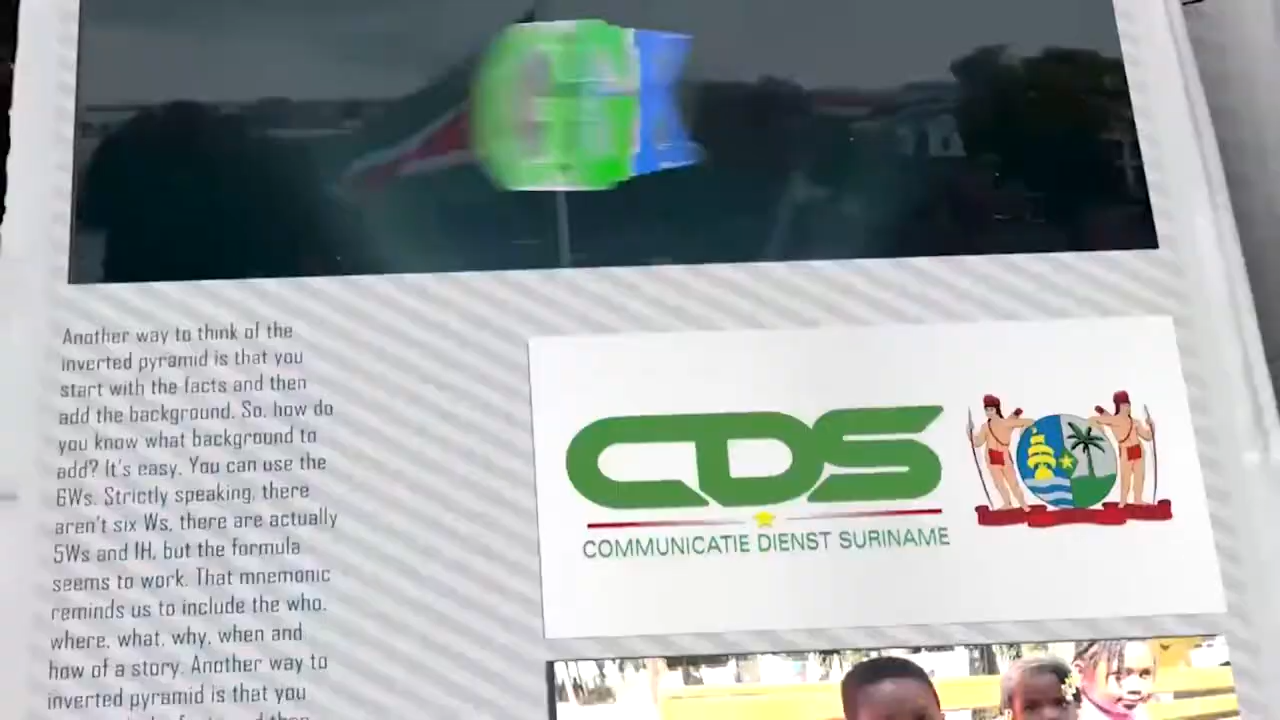 Another way to think of the
inverted pyramid is that you
start with the facts and then
add the background. So, how do
you know what background to
add? It's easy. You can use the
6Ws. Strictly speaking, there
aren't six Ws, there are actually
5Ws and 1H, but the formula
seems to work. That mnemonic
reminds us to include the who,
where, what, why, when and
how of a story. Another way to
inverted pyramid is that you
CDS
COMMUNICATIE DIENST SURINAME